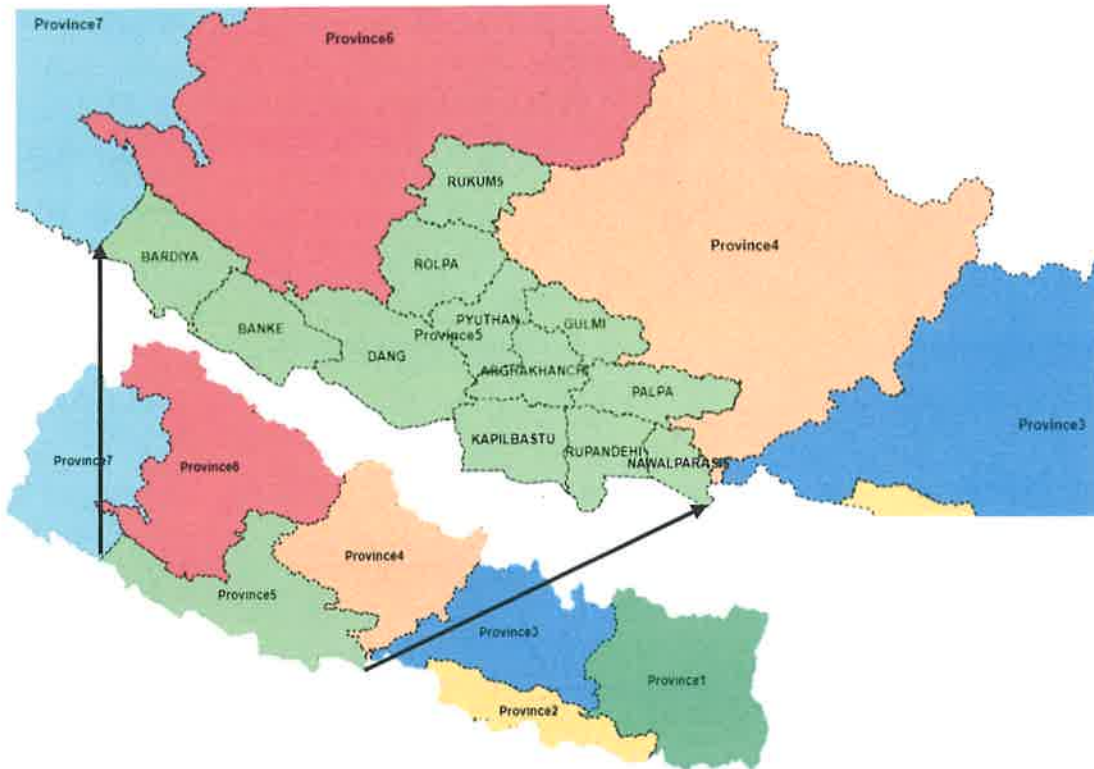 Province7
Province6
RUKUM5
Province4
BARDIYA
ROLPA
PYUTHAN
GULMI
BANKE
Province5
DANG
ARGHAKHANCHI
PALPA
KAPILBASTU
RUPANDEHI
NAWALPARASI5
Province3
Province7
Province6
Province4
Province5
Province3
Province1
Province2